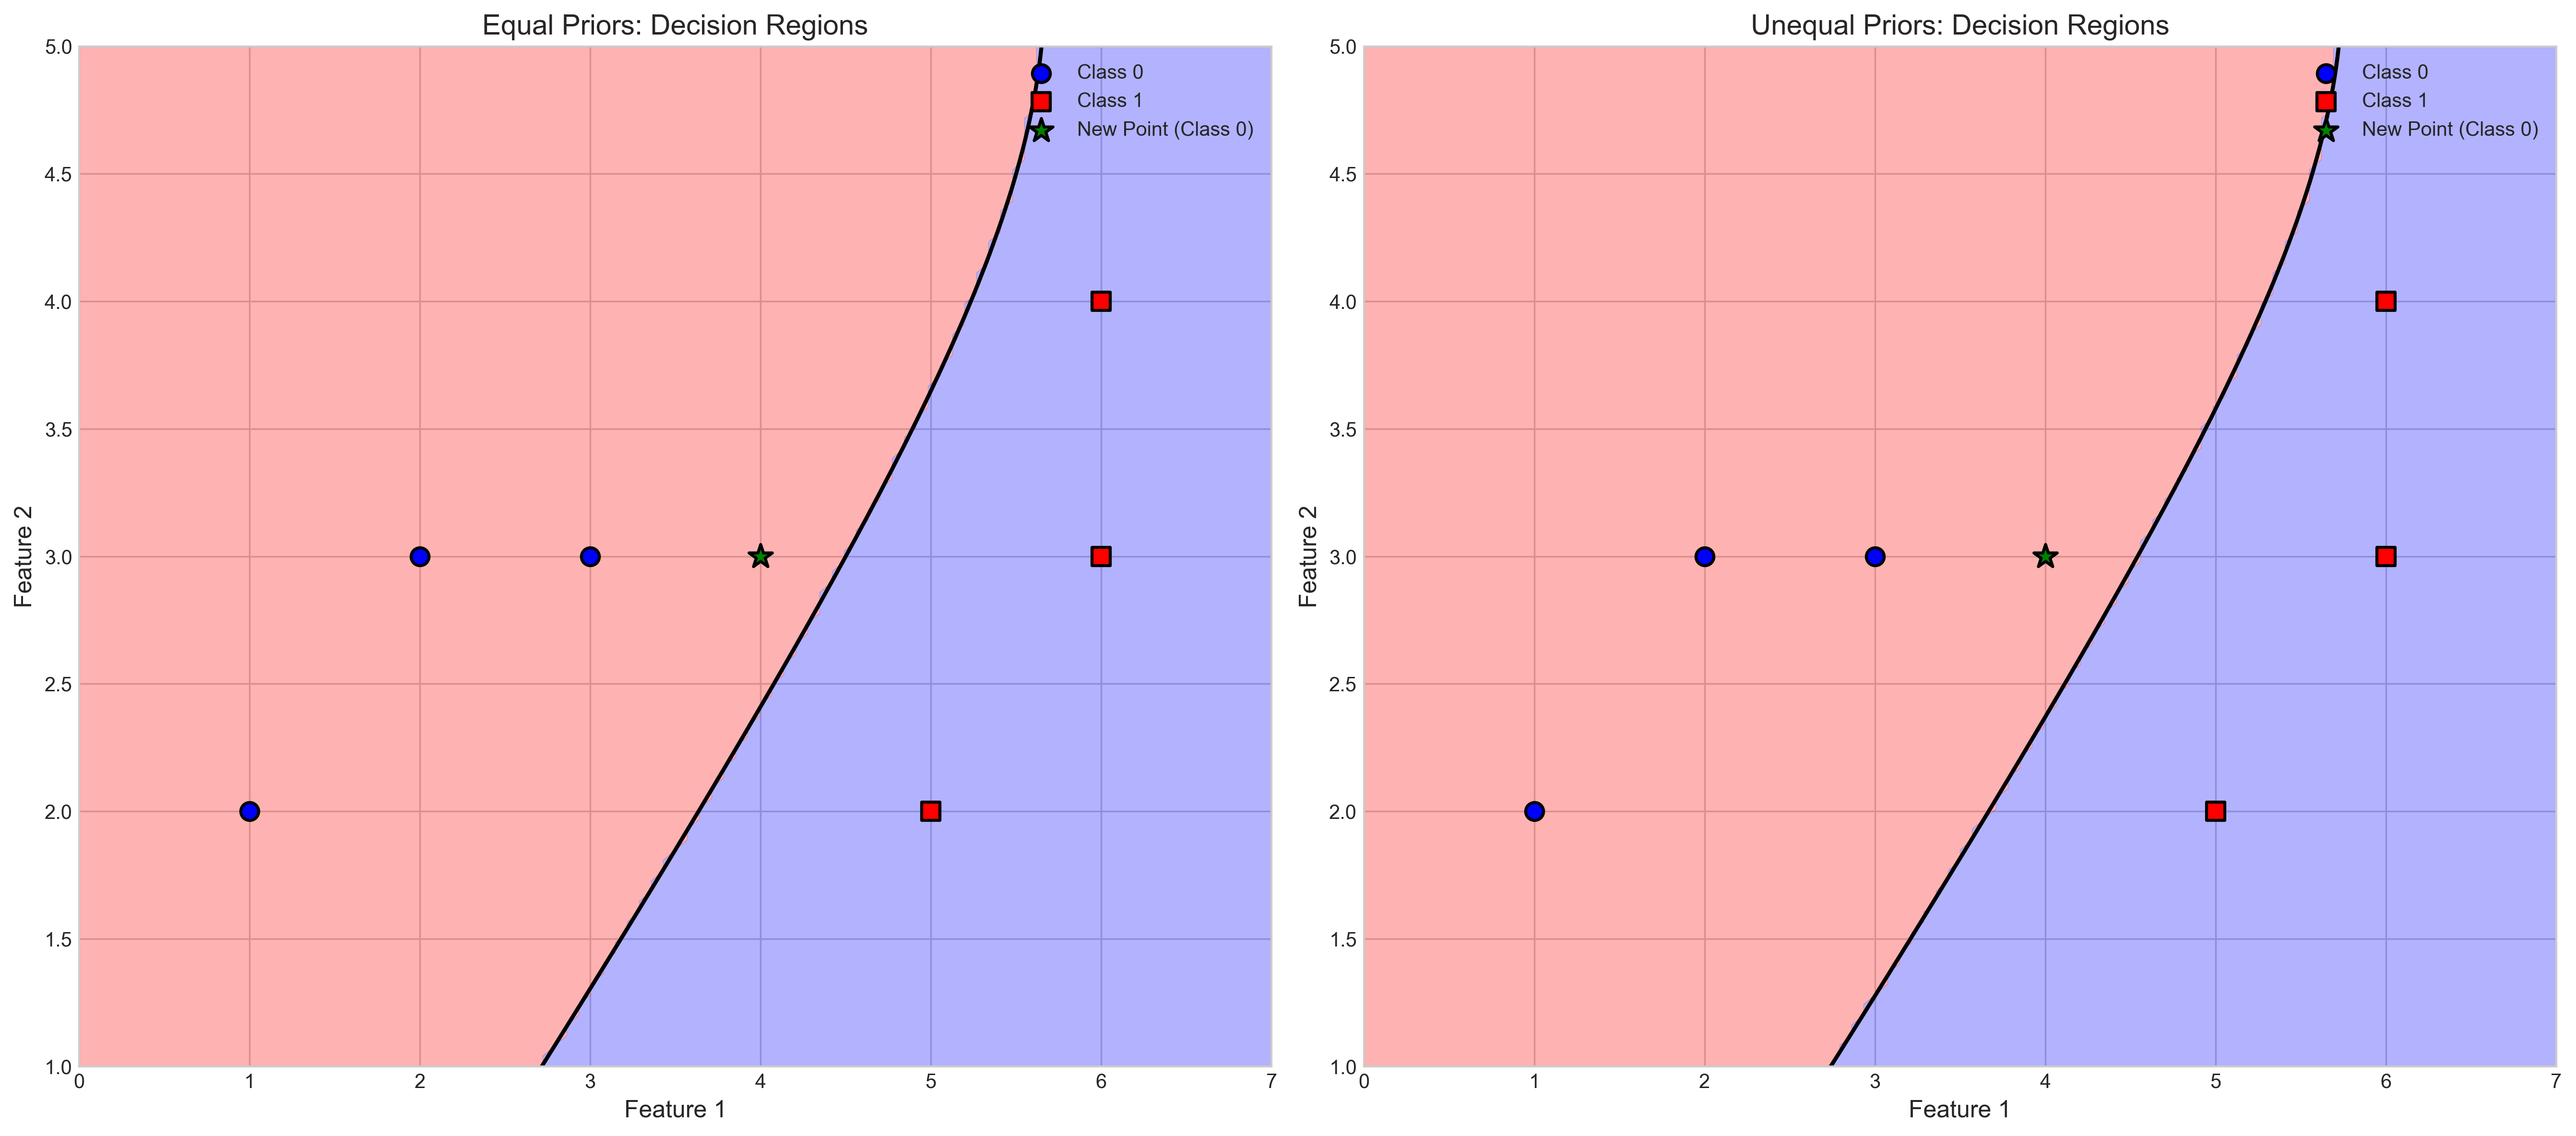 Equal Priors: Decision Regions
5.0
4.5
4.0
3.5
3.0
2.5
2.0
1.5
1.0
Feature 2
Class 0
Class 1
New Point (Class 0)
0 1 2 3 4 5 6 7
Feature 1
Unequal Priors: Decision Regions
5.0
4.5
4.0
3.5
3.0
2.5
2.0
1.5
1.0
Feature 2
Class 0
Class 1
New Point (Class 0)
0 1 2 3 4 5 6 7
Feature 1